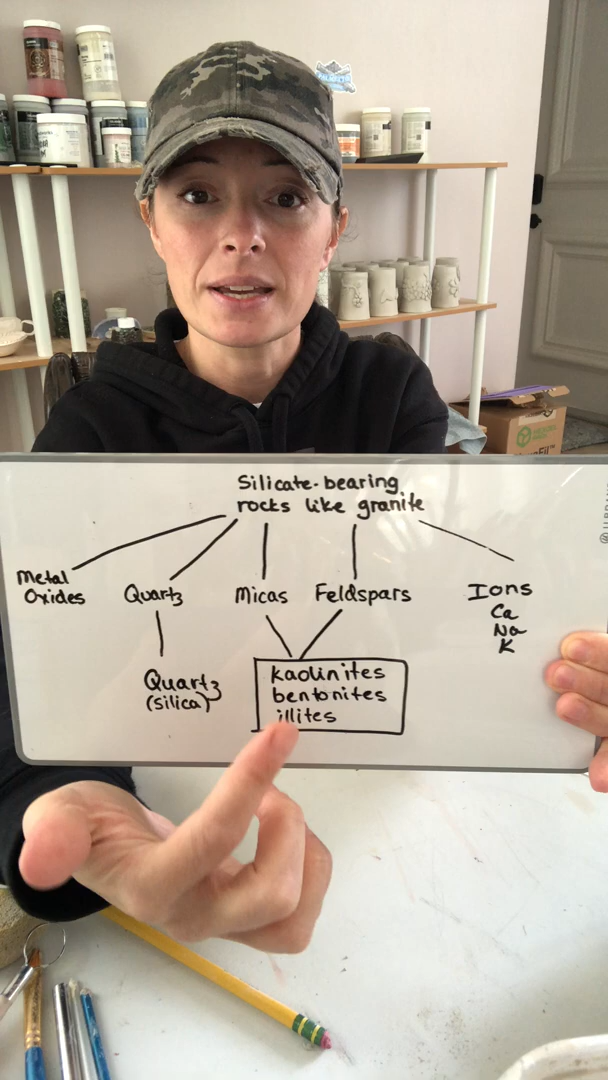 Silicate-bearing
rocks like granite
Metal
Oxides
Quartz
Micas
Feldspars
Ions
Ca
Na
K
Quartz
(silica)
kaolinites
bentonites
illites